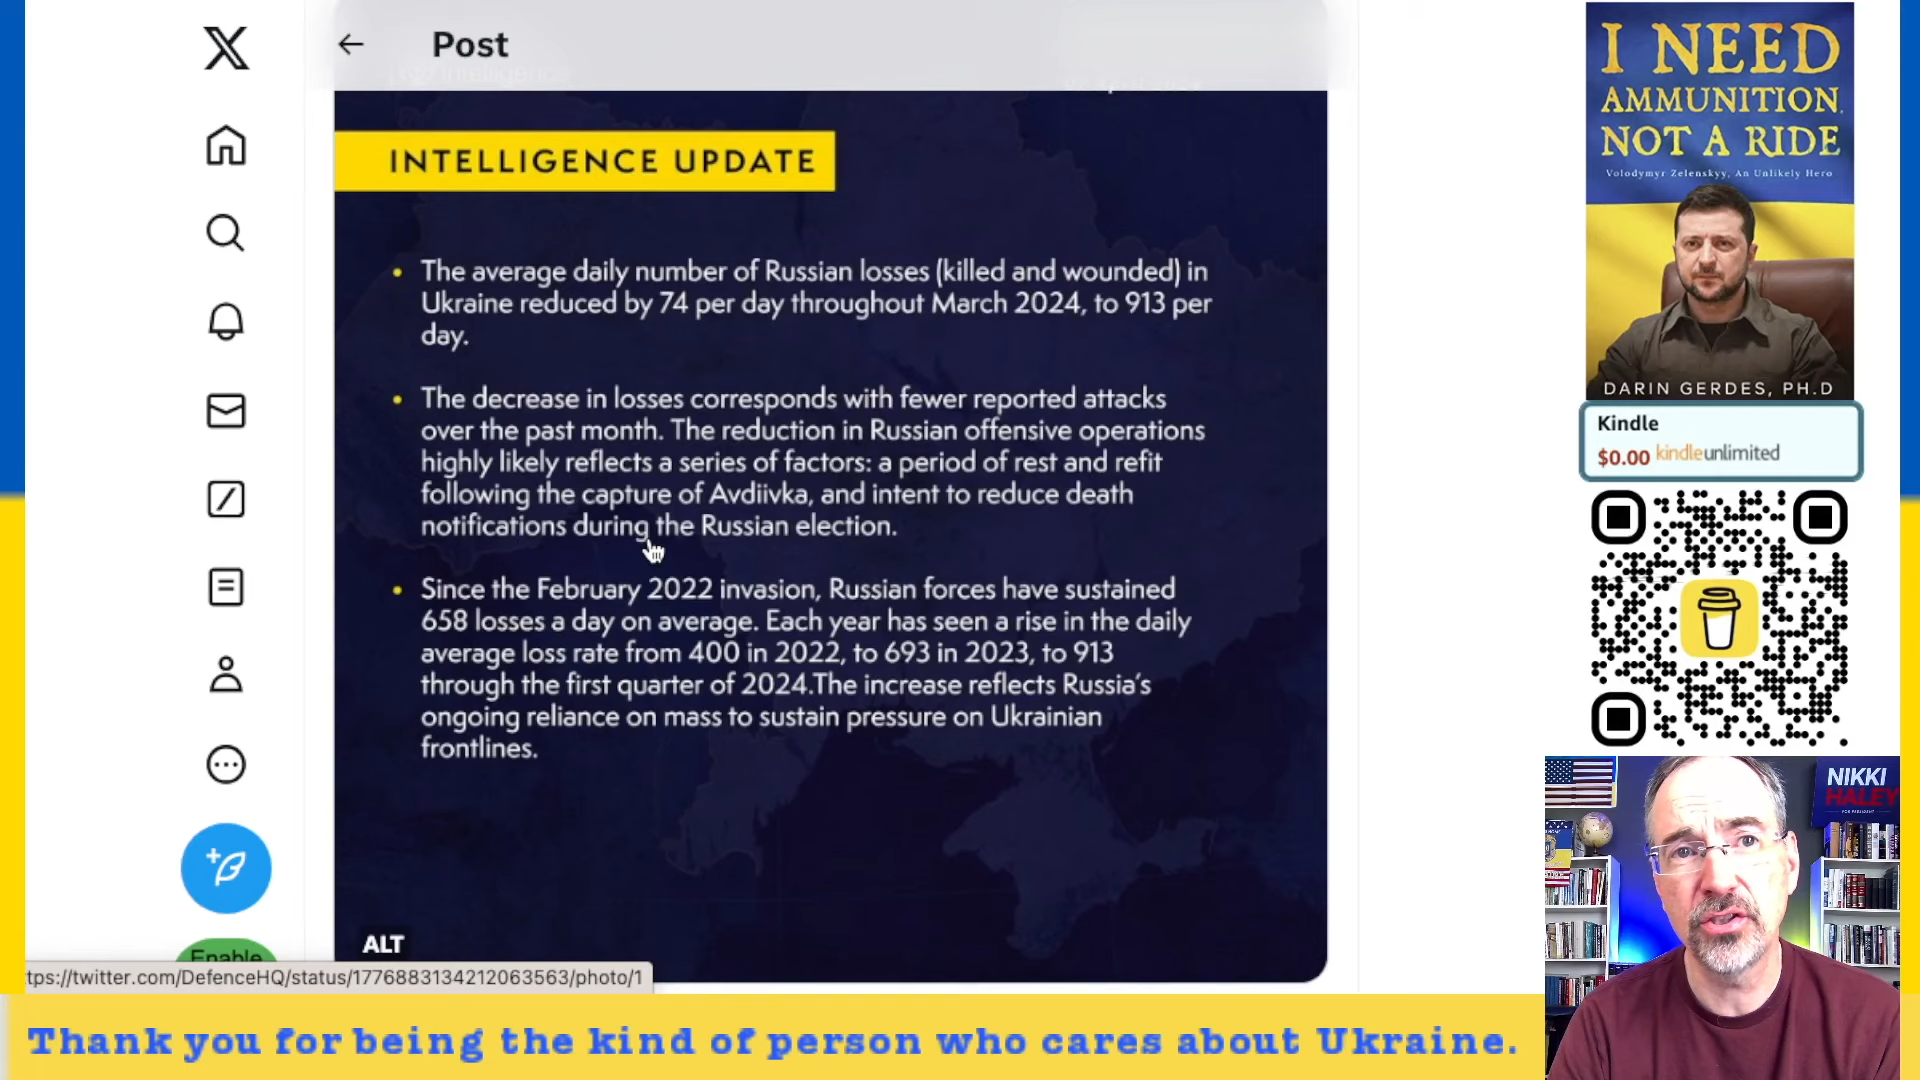 Post
INTELLIGENCE UPDATE
• The average daily number of Russian losses (killed and wounded) in
Ukraine reduced by 74 per day throughout March 2024, to 913 per
day.
• The decrease in losses corresponds with fewer reported attacks
over the past month. The reduction in Russian offensive operations
highly likely reflects a series of factors: a period of rest and refit
following the capture of Avdiivka, and intent to reduce death
notifications during the Russian election.
• Since the February 2022 invasion, Russian forces have sustained
658 losses a day on average. Each year has seen a rise in the daily
average loss rate from 400 in 2022, to 693 in 2023, to 913
through the first quarter of 2024.The increase reflects Russia's
ongoing reliance on mass to sustain pressure on Ukrainian
frontlines.
ALT
Enable
tps://twitter.com/DefenceHQ/status/1776883134212063563/photo/1
I NEED
AMMUNITION,
NOT A RIDE
Volodymyr Zelenskyy, An Unlikely Hero
DARIN GERDES, PH.D
Kindle
$0.00 kindleunlimited
NIKKI
HALEY
FOR PRESIDENT
Thank you for being the kind of person who cares about Ukraine.